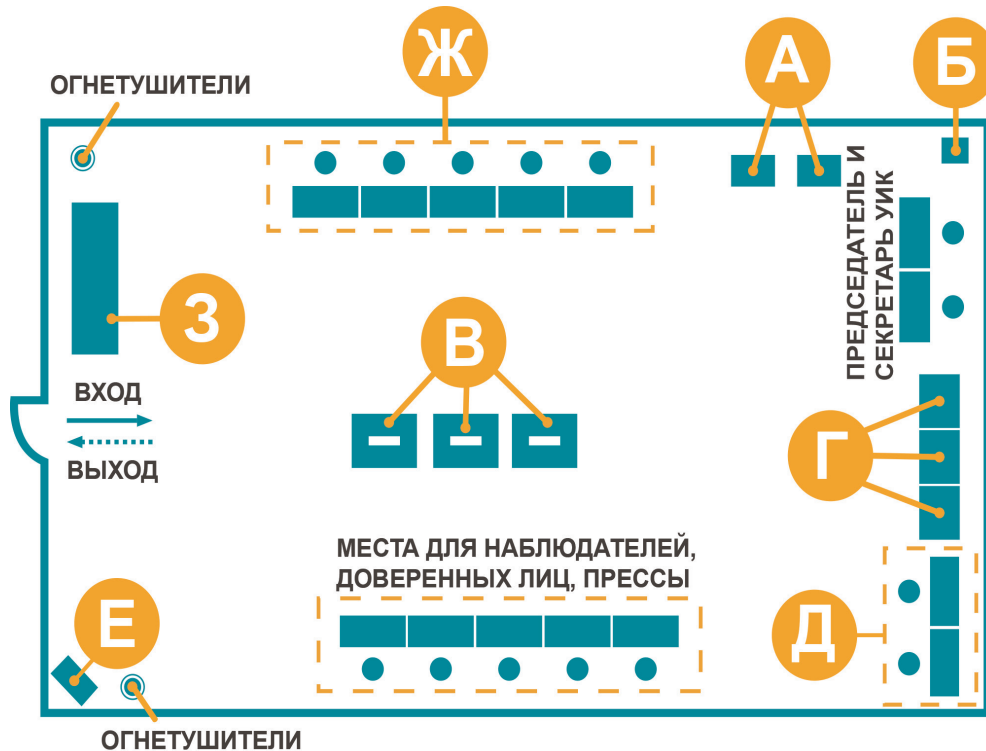 Ж
А
Б
ОГНЕТУШИТЕЛИ
ПРЕДСЕДАТЕЛЬ И
СЕКРЕТАРЬ УИК
З
В
ВХОД
ВЫХОД
Г
МЕСТА ДЛЯ НАБЛЮДАТЕЛЕЙ,
ДОВЕРЕННЫХ ЛИЦ, ПРЕССЫ
Е
Д
ОГНЕТУШИТЕЛИ